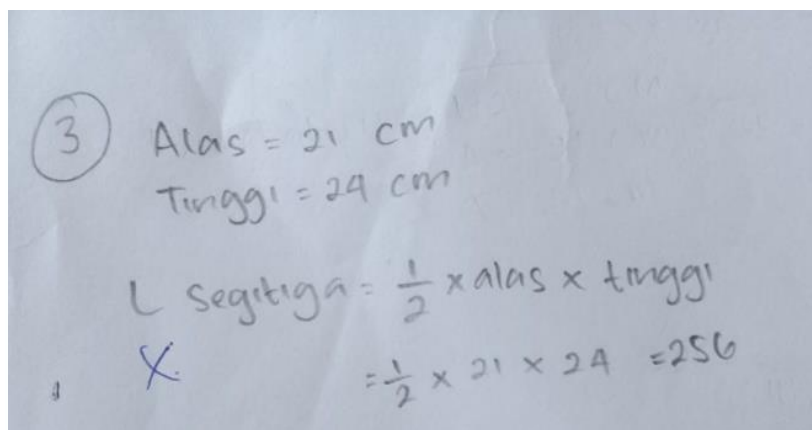 3 Alas = 21 cm
Tinggi = 24 cm
L segitiga = 1/2 x alas x tinggi
X. = 1/2 x 21 x 24 = 256